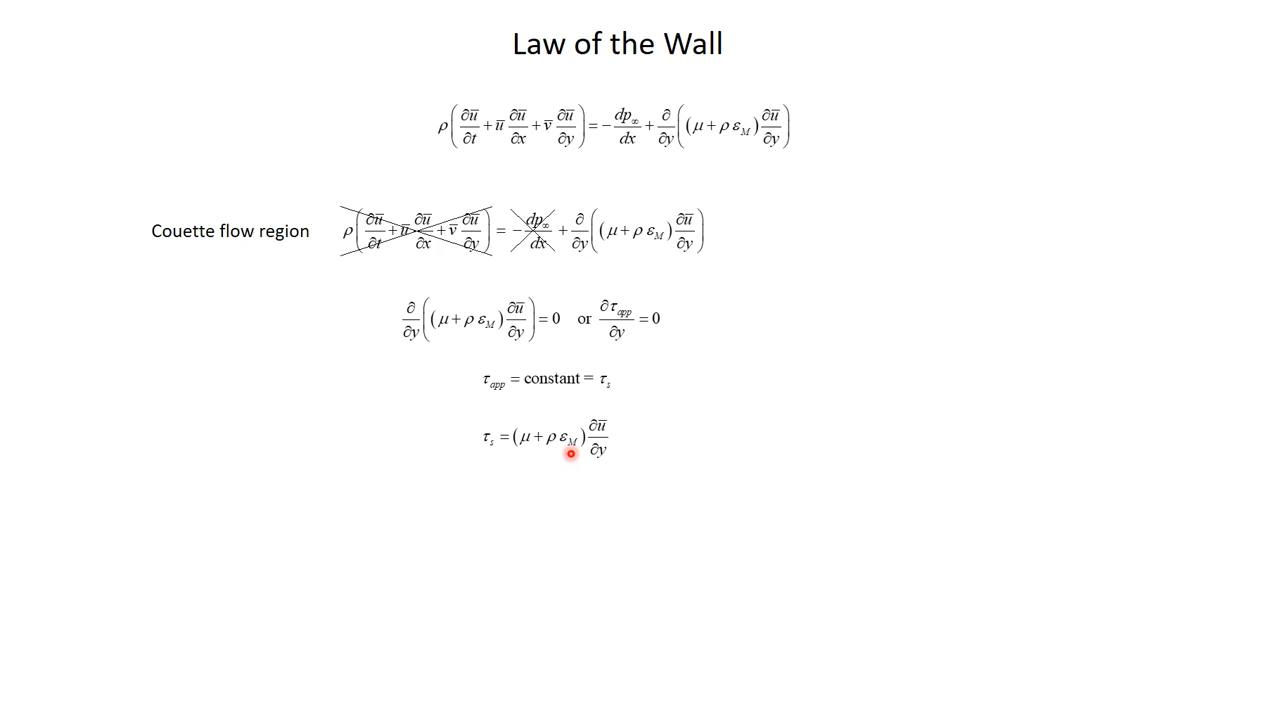 Law of the Wall
ρ(∂u̅/∂t + u̅ ∂u̅/∂x + v̅ ∂u̅/∂y) = − dp∞/dx + ∂/∂y((μ + ρ ε_M) ∂u̅/∂y)
Couette flow region ρ(∂u̅/∂t + u̅ ∂u̅/∂x + v̅ ∂u̅/∂y) = − dp∞/dx + ∂/∂y((μ + ρ ε_M) ∂u̅/∂y)
∂/∂y((μ + ρ ε_M) ∂u̅/∂y) = 0 or ∂τ_app/∂y = 0
τ_app = constant = τ_s
τ_s = (μ + ρ ε_M) ∂u̅/∂y